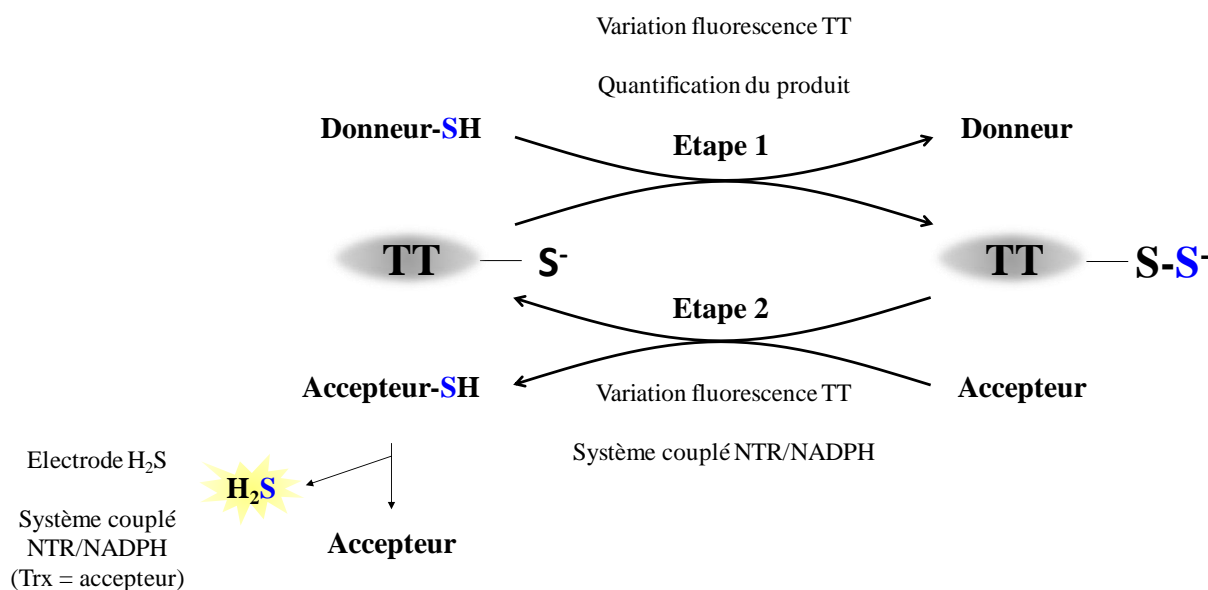 Variation fluorescence TT
Quantification du produit
Donneur-SH
Etape 1
Donneur
TT
S-
TT
S-S-
Etape 2
Accepteur-SH
Variation fluorescence TT
Accepteur
Système couplé NTR/NADPH
Electrode H2S
H2S
Système couplé
NTR/NADPH
(Trx = accepteur)
Accepteur